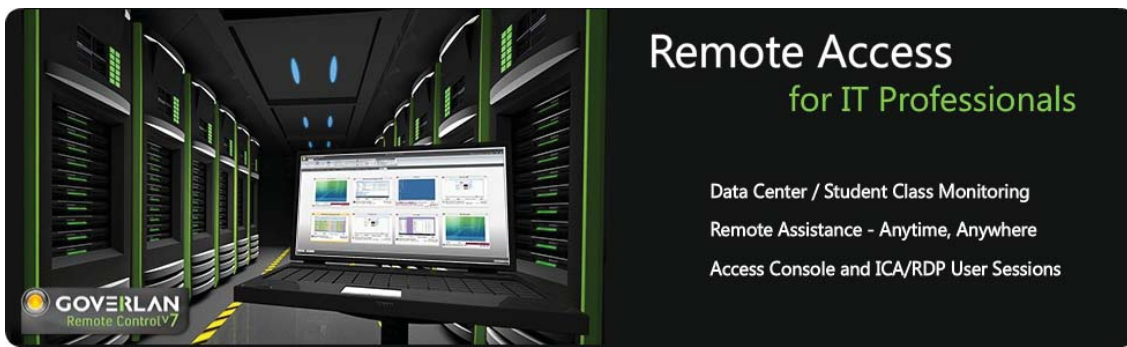 Remote Access
for IT Professionals
Data Center / Student Class Monitoring
Remote Assistance - Anytime, Anywhere
Access Console and ICA/RDP User Sessions
GOVERLAN
Remote Control v7